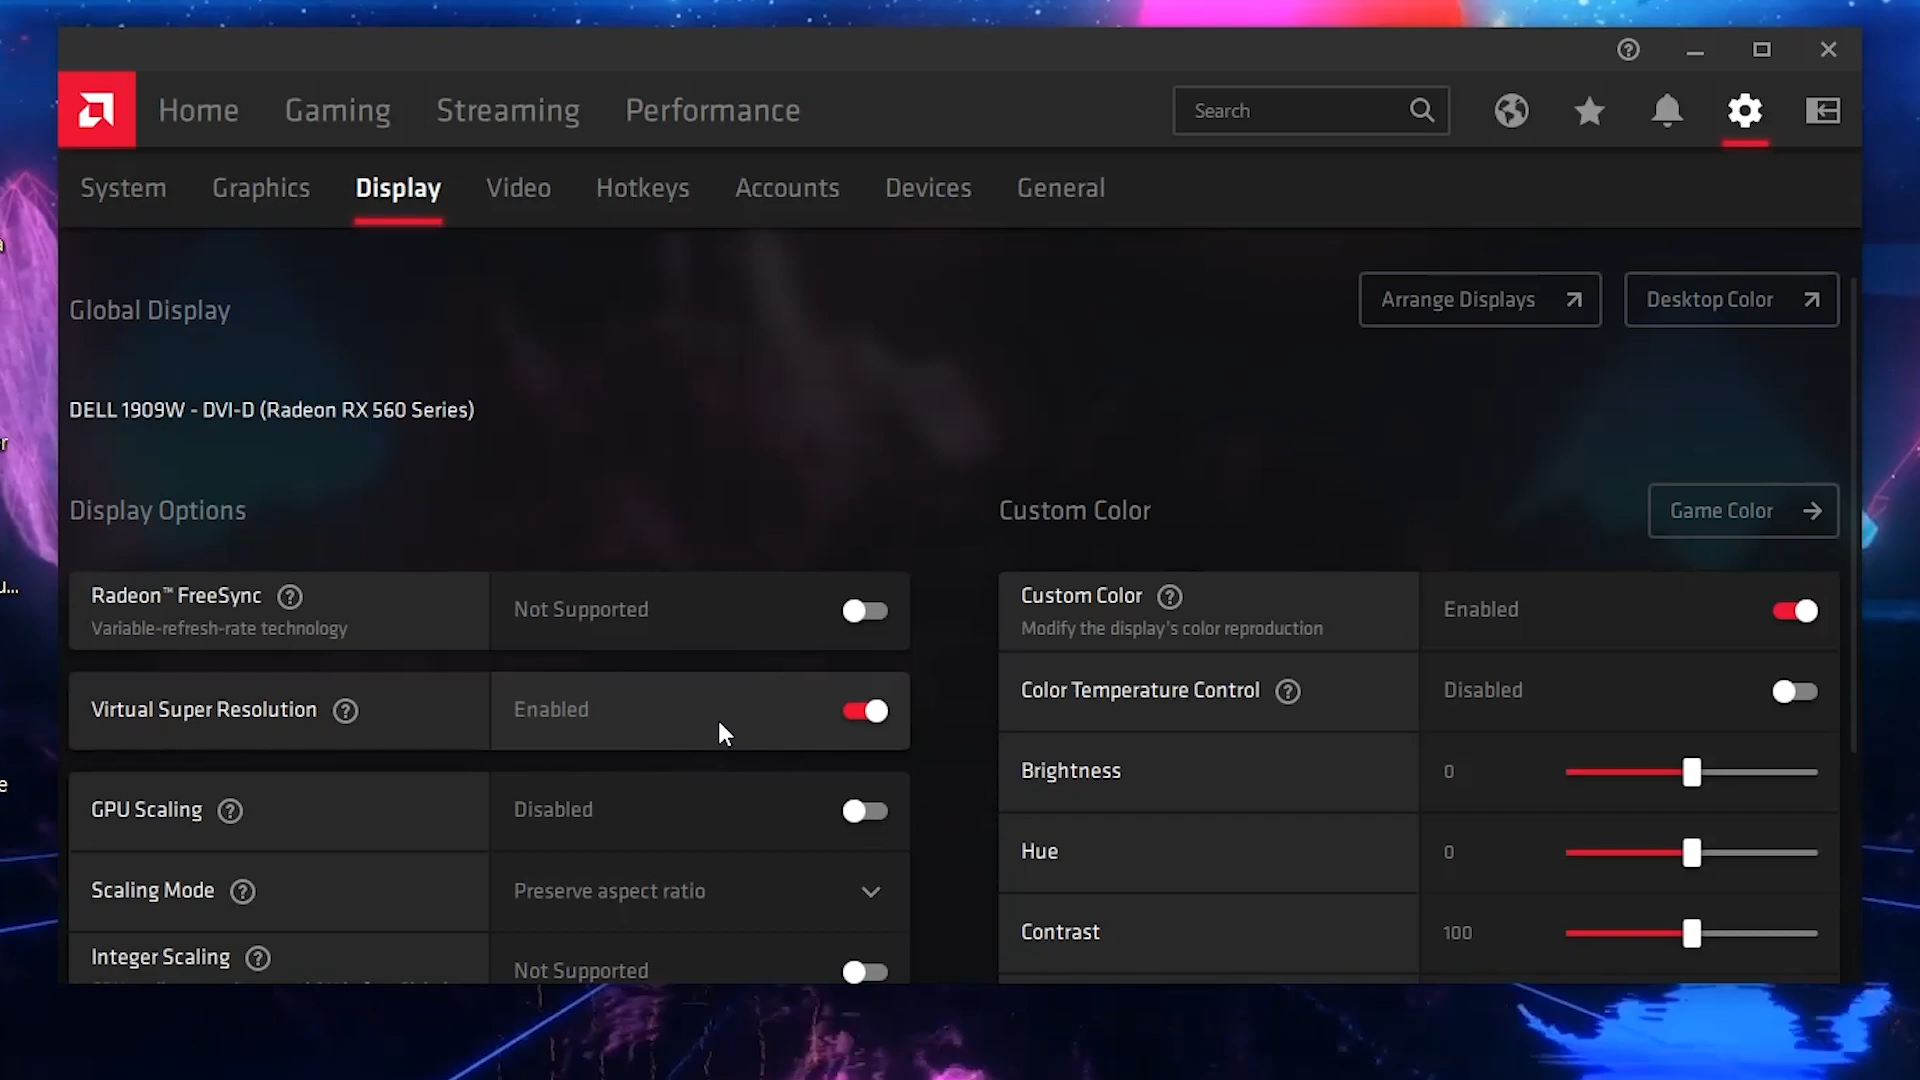 Home Gaming Streaming Performance Search
System Graphics Display Video Hotkeys Accounts Devices General
Global Display
Arrange Displays
Desktop Color
DELL 1909W - DVI-D (Radeon RX 560 Series)
Display Options
Radeon™ FreeSync
Variable-refresh-rate technology
Not Supported
Virtual Super Resolution
Enabled
GPU Scaling
Disabled
Scaling Mode
Preserve aspect ratio
Integer Scaling
Not Supported
Custom Color
Game Color
Custom Color
Modify the display's color reproduction
Enabled
Color Temperature Control
Disabled
Brightness
0
Hue
0
Contrast
100